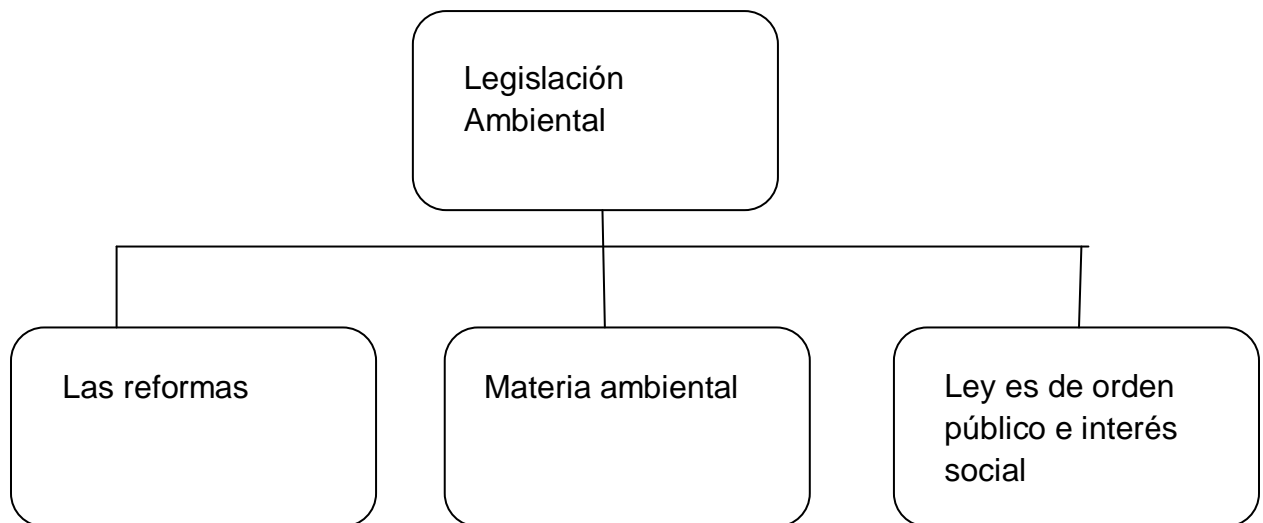 Legislación
Ambiental
Las reformas
Materia ambiental
Ley es de orden
público e interés
social